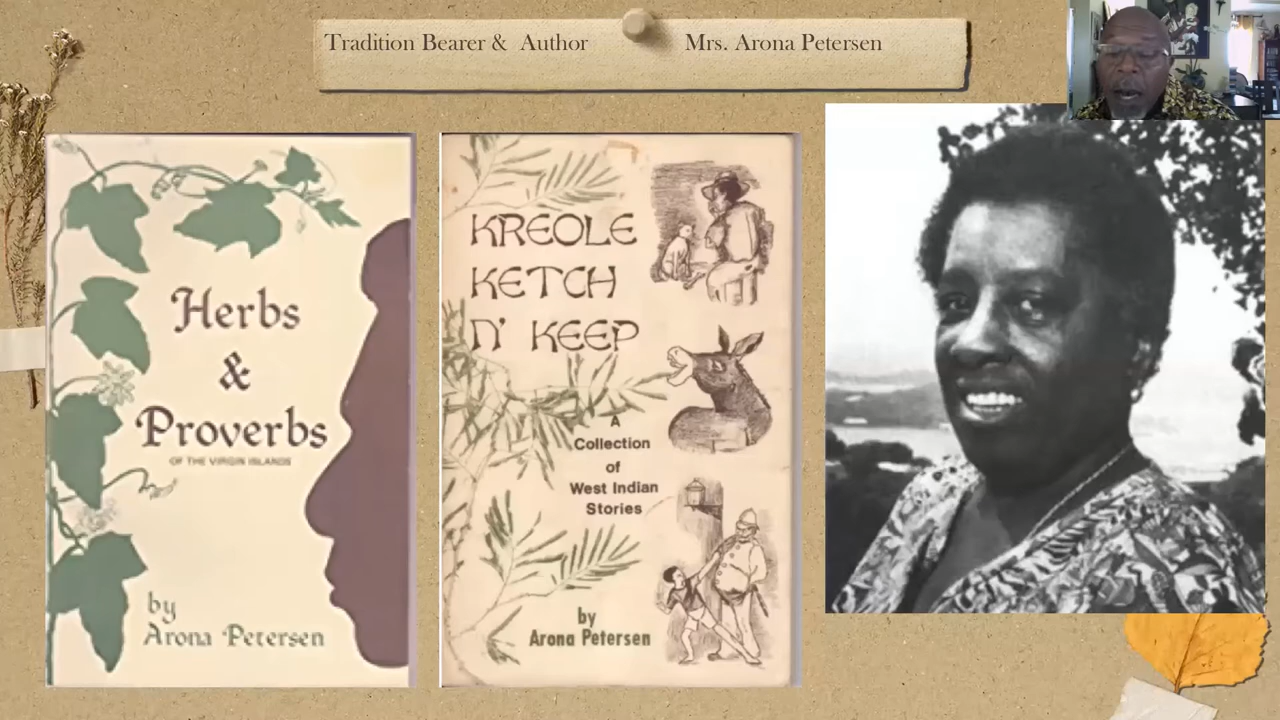 Tradition Bearer & Author Mrs. Arona Petersen
Herbs
&
Proverbs
OF THE VIRGIN ISLANDS
by
Arona Petersen
KREOLE
KETCH
N' KEEP
A
Collection
of
West Indian
Stories
by
Arona Petersen